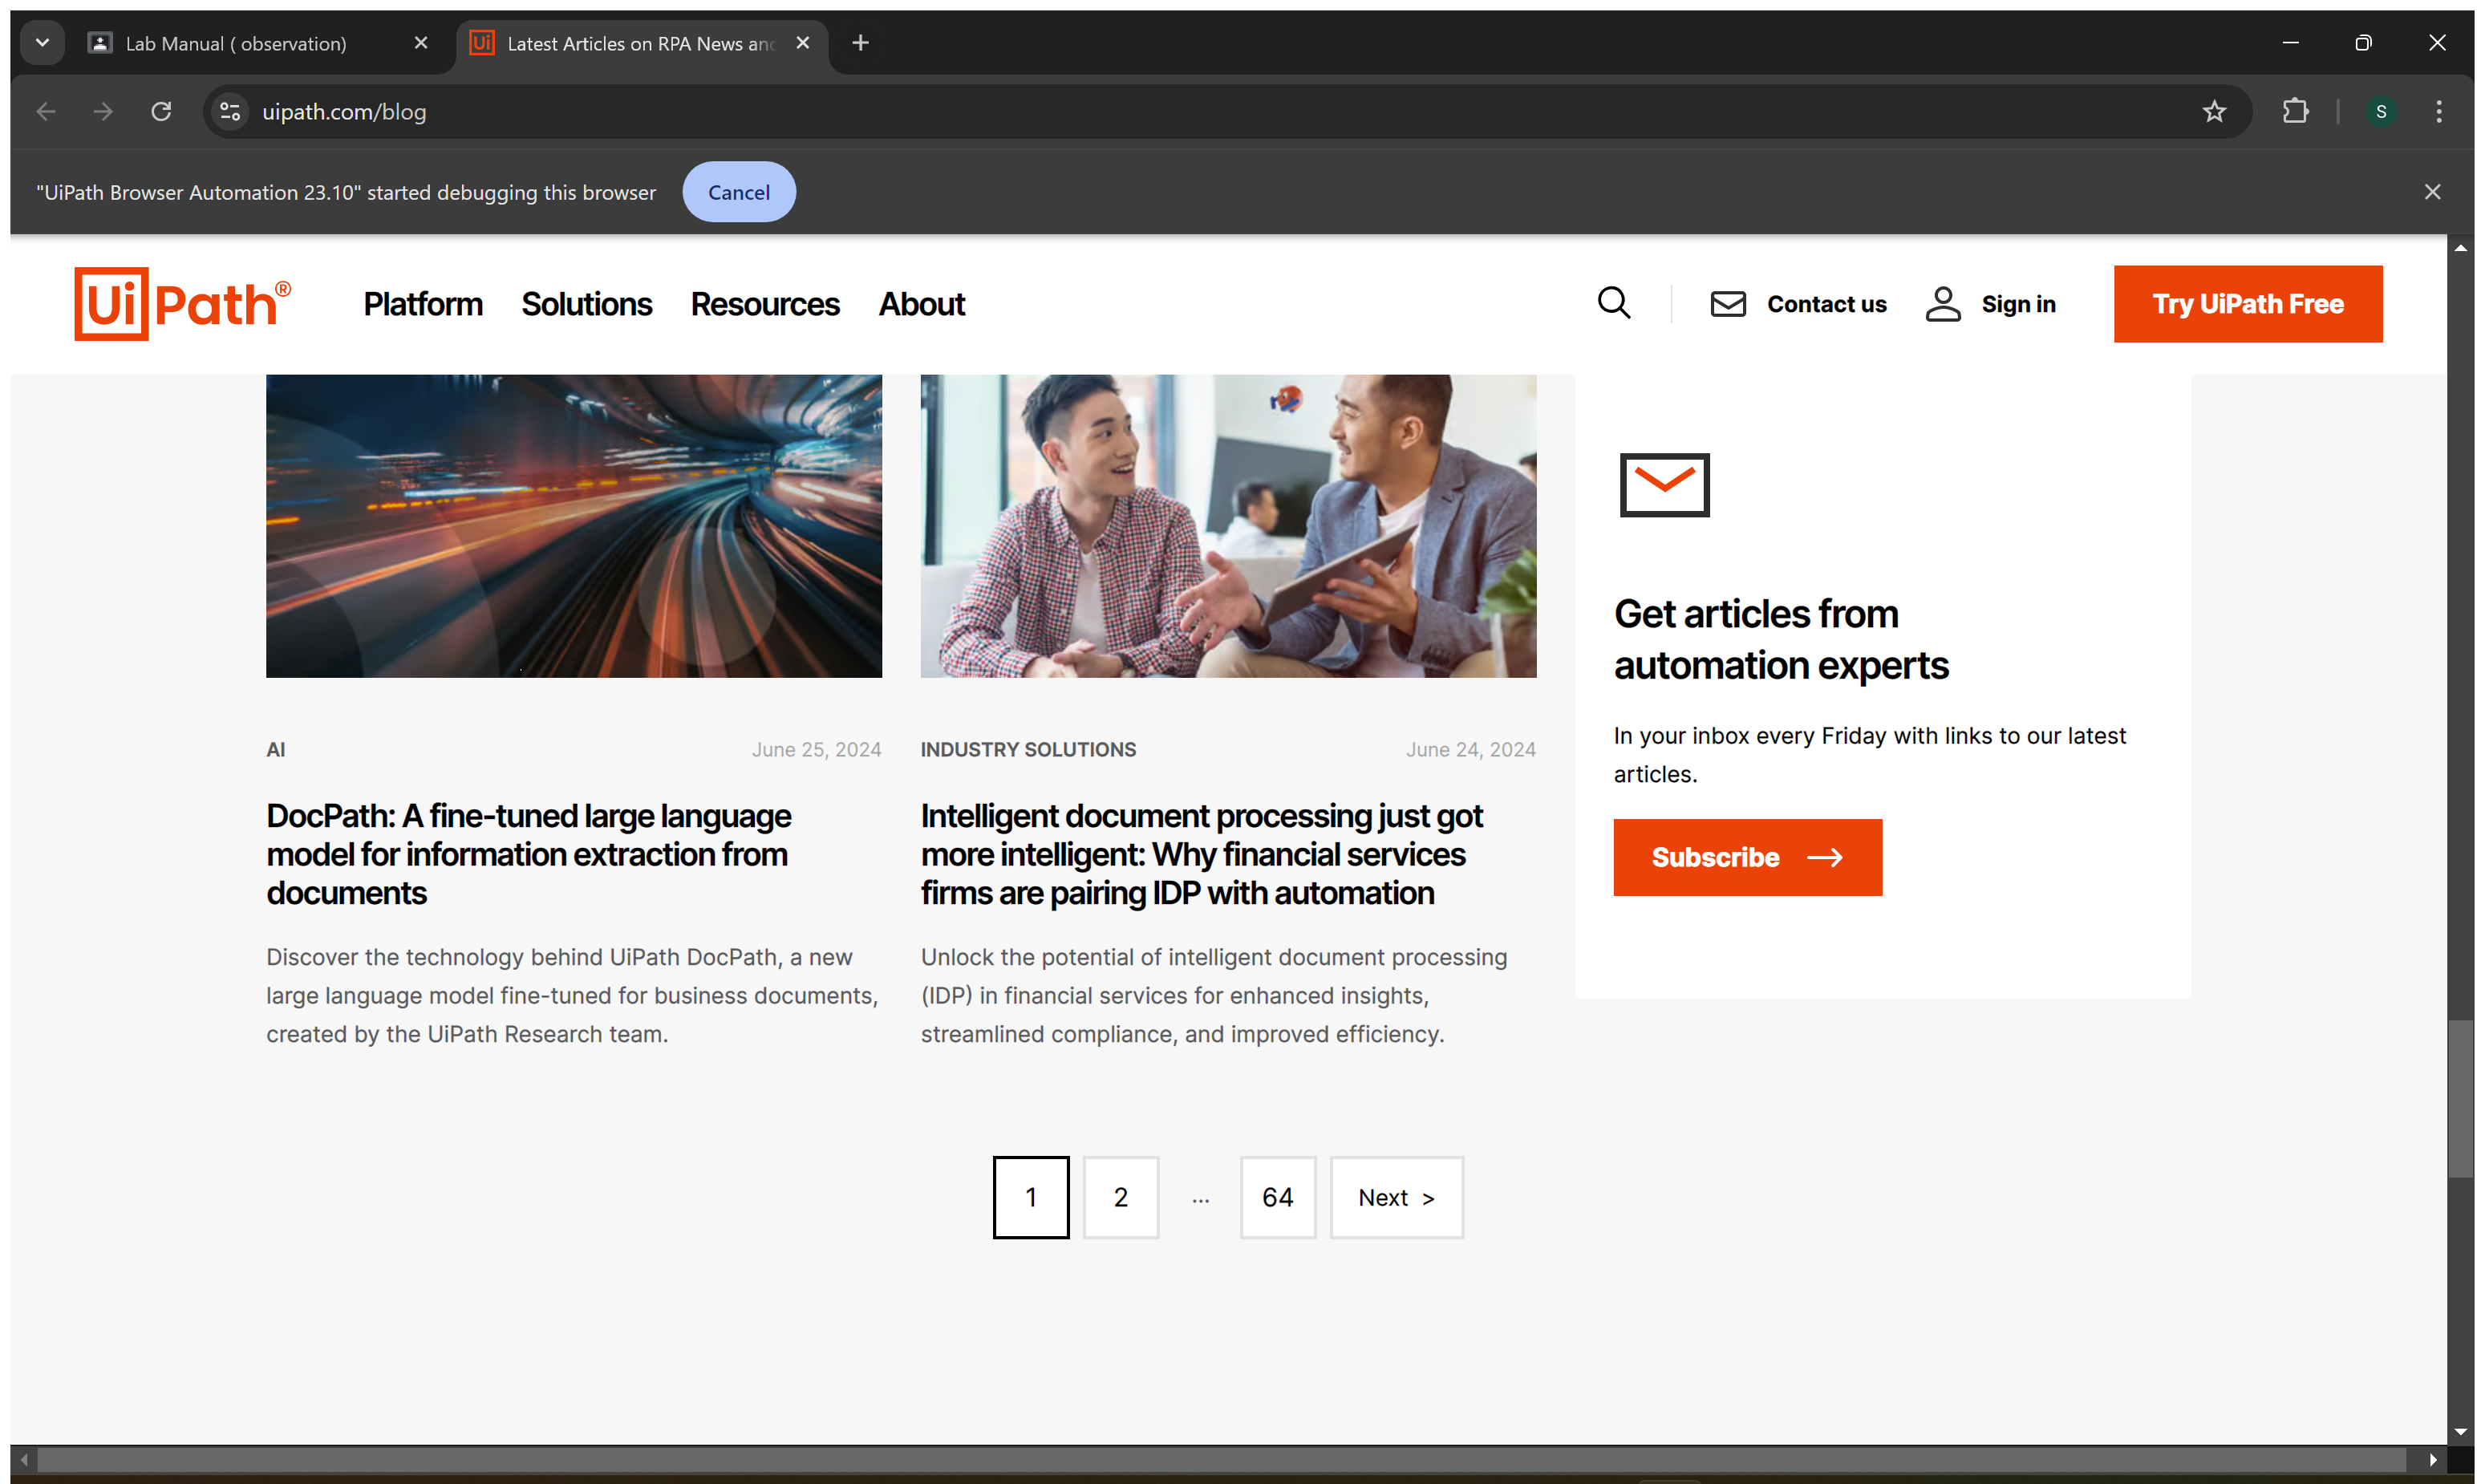 Lab Manual ( observation)
Latest Articles on RPA News and
uipath.com/blog
S
"UiPath Browser Automation 23.10" started debugging this browser
Cancel
UiPath®
Platform
Solutions
Resources
About
Contact us
Sign in
Try UiPath Free
AI
June 25, 2024
DocPath: A fine-tuned large language
model for information extraction from
documents
Discover the technology behind UiPath DocPath, a new
large language model fine-tuned for business documents,
created by the UiPath Research team.
INDUSTRY SOLUTIONS
June 24, 2024
Intelligent document processing just got
more intelligent: Why financial services
firms are pairing IDP with automation
Unlock the potential of intelligent document processing
(IDP) in financial services for enhanced insights,
streamlined compliance, and improved efficiency.
Get articles from
automation experts
In your inbox every Friday with links to our latest
articles.
Subscribe →
1 2 ... 64 Next >